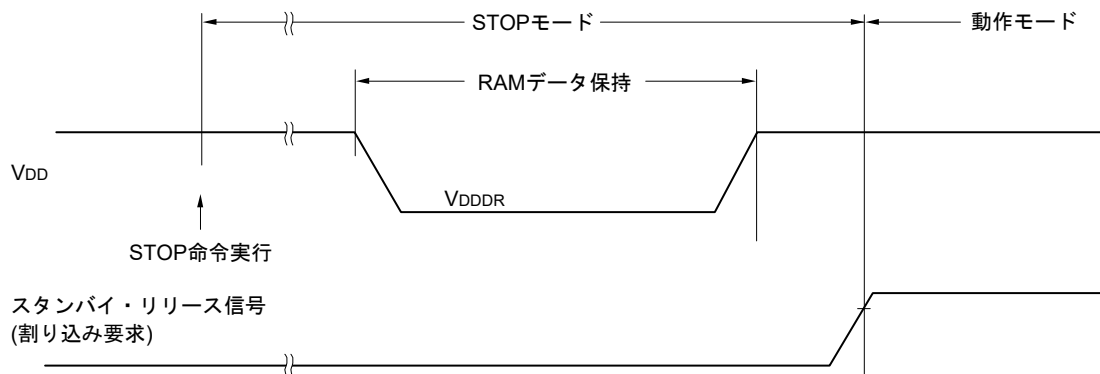 STOPモード
動作モード
RAMデータ保持
VDD
VDDDR
STOP命令実行
スタンバイ・リリース信号
(割り込み要求)